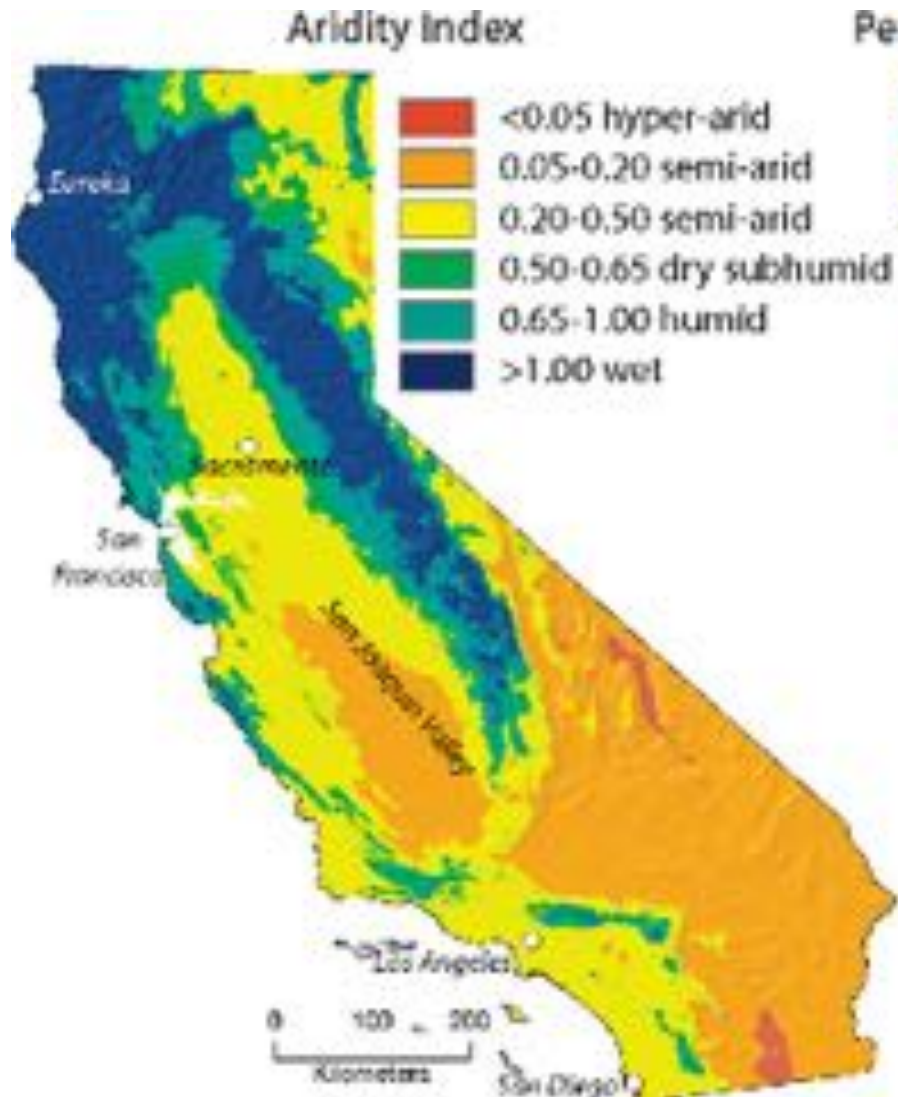 Aridity Index
Pe
<0.05 hyper-arid
0.05-0.20 semi-arid
0.20-0.50 semi-arid
0.50-0.65 dry subhumid
0.65-1.00 humid
>1.00 wet
Eureka
Sacramento
San
Francisco
San Joaquin Valley
Los Angeles
0 100 200
Kilometers
San Diego